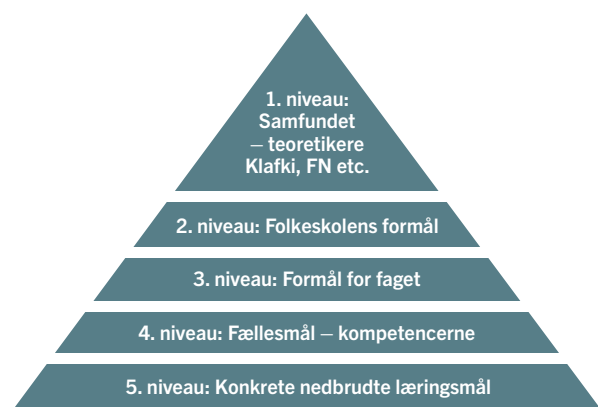 1. niveau:
Samfundet
– teoretikere
Klafki, FN etc.
2. niveau: Folkeskolens formål
3. niveau: Formål for faget
4. niveau: Fællesmål – kompetencerne
5. niveau: Konkrete nedbrudte læringsmål